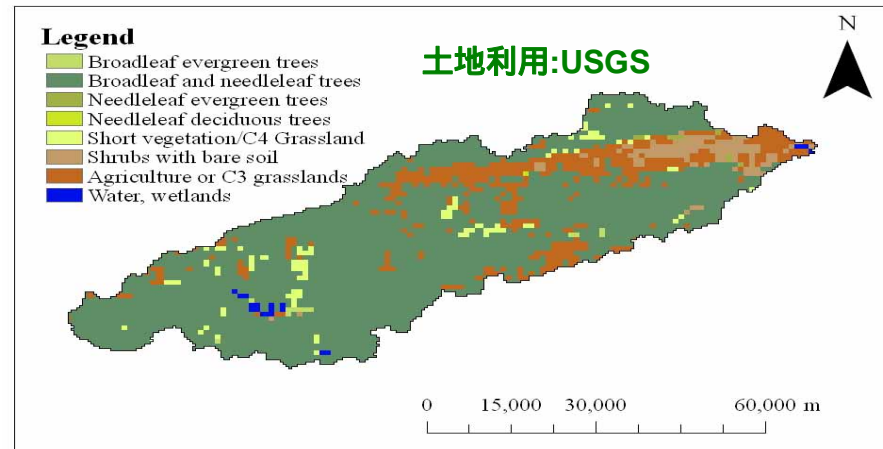 Legend
Broadleaf evergreen trees
Broadleaf and needleleaf trees
Needleleaf evergreen trees
Needleleaf deciduous trees
Short vegetation/C4 Grassland
Shrubs with bare soil
Agriculture or C3 grasslands
Water, wetlands
土地利用:USGS
N
0 15,000 30,000 60,000 m